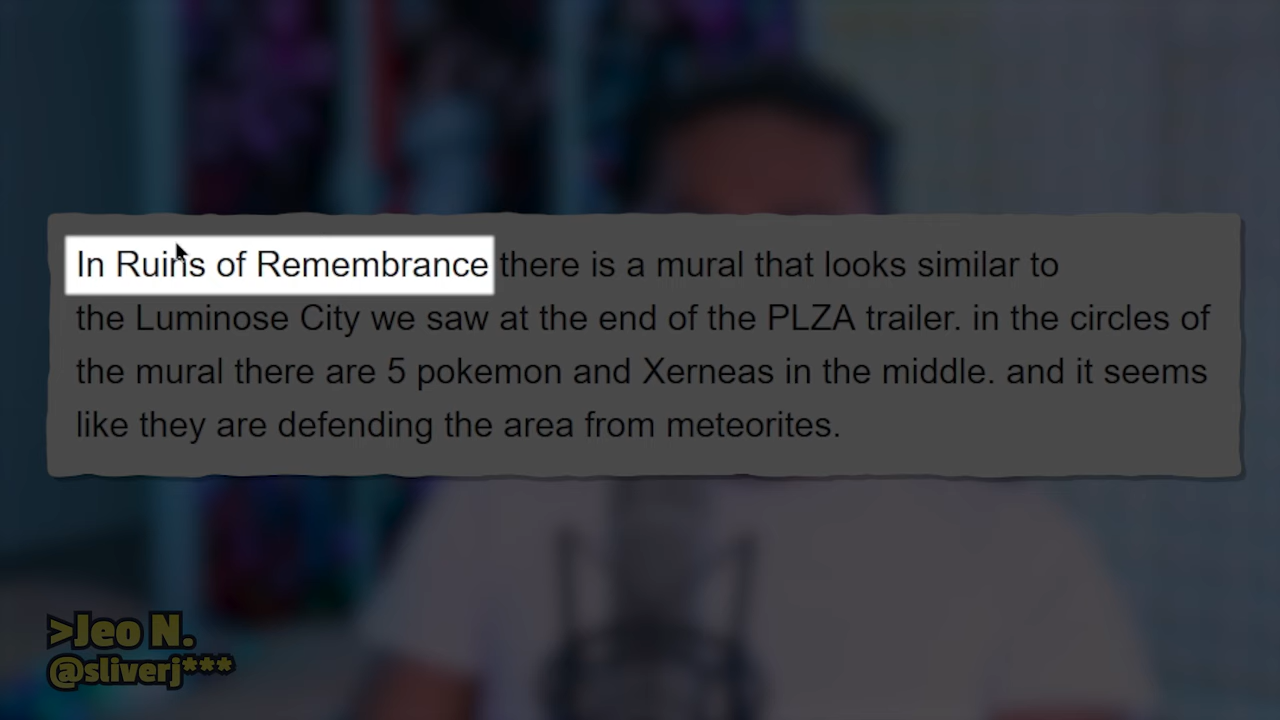 In Ruins of Remembrance there is a mural that looks similar to
the Luminose City we saw at the end of the PLZA trailer. in the circles of
the mural there are 5 pokemon and Xerneas in the middle. and it seems
like they are defending the area from meteorites.
>Jeo N.
@sliverj***